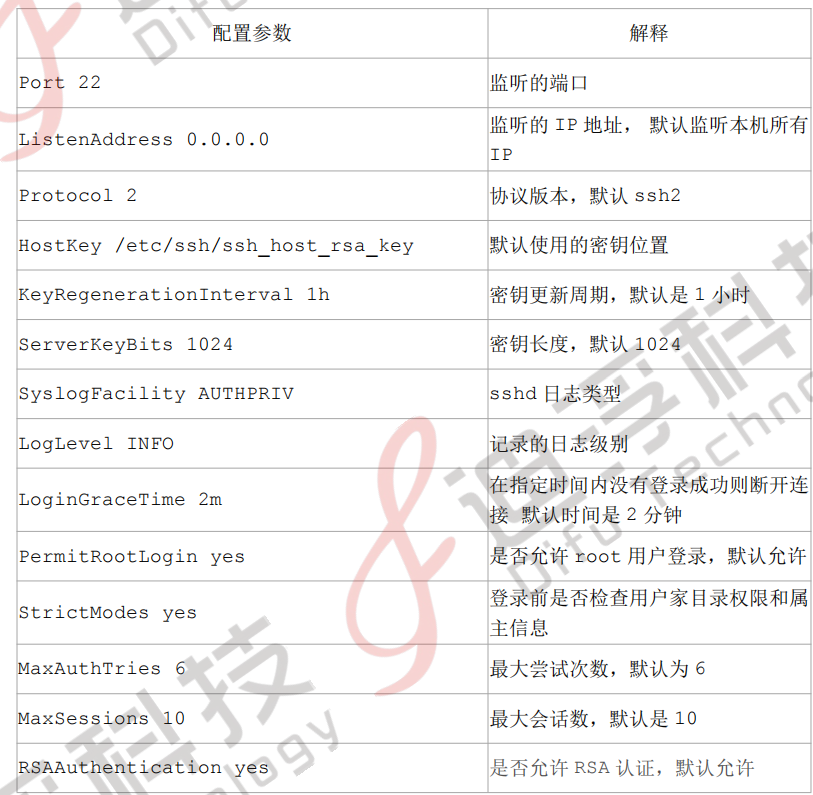 配置参数 解释
Port 22 监听的端口
ListenAddress 0.0.0.0 监听的 IP 地址， 默认监听本机所有
IP
Protocol 2 协议版本，默认 ssh2
HostKey /etc/ssh/ssh_host_rsa_key 默认使用的密钥位置
KeyRegenerationInterval 1h 密钥更新周期，默认是 1 小时
ServerKeyBits 1024 密钥长度，默认 1024
SyslogFacility AUTHPRIV sshd 日志类型
LogLevel INFO 记录的日志级别
LoginGraceTime 2m 在指定时间内没有登录成功则断开连
接 默认时间是 2 分钟
PermitRootLogin yes 是否允许 root 用户登录，默认允许
StrictModes yes 登录前是否检查用户家目录权限和属
主信息
MaxAuthTries 6 最大尝试次数，默认为 6
MaxSessions 10 最大会话数，默认是 10
RSAAuthentication yes 是否允许 RSA 认证，默认允许